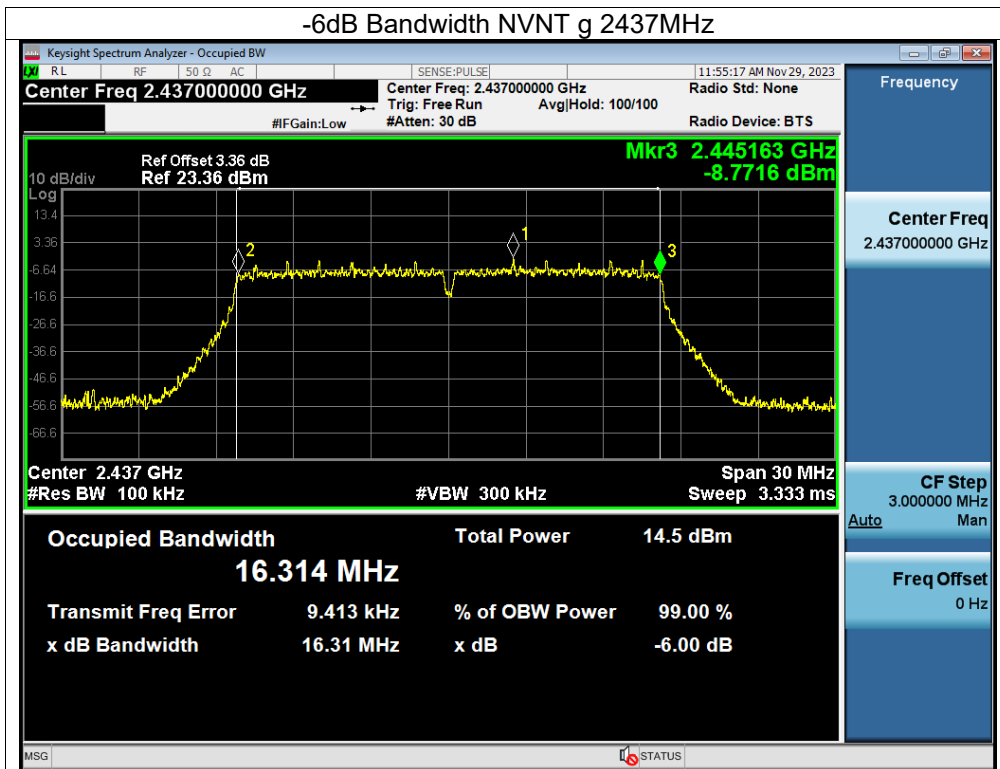 -6dB Bandwidth NVNT g 2437MHz
Keysight Spectrum Analyzer - Occupied BW
LXI RL RF 50 Ω AC SENSE:PULSE 11:55:17 AM Nov 29, 2023
Center Freq 2.437000000 GHz Center Freq: 2.437000000 GHz Radio Std: None
Trig: Free Run Avg|Hold: 100/100
#IFGain:Low #Atten: 30 dB Radio Device: BTS
Frequency
Ref Offset 3.36 dB Mkr3 2.445163 GHz
10 dB/div Ref 23.36 dBm -8.7716 dBm
Log
13.4
3.36
-6.64
-16.6
-26.6
-36.6
-46.6
-56.6
-66.6
2
1
3
Center 2.437 GHz Span 30 MHz
#Res BW 100 kHz #VBW 300 kHz Sweep 3.333 ms
Center Freq
2.437000000 GHz
CF Step
3.000000 MHz
Auto Man
Freq Offset
0 Hz
Occupied Bandwidth Total Power 14.5 dBm
16.314 MHz
Transmit Freq Error 9.413 kHz % of OBW Power 99.00 %
x dB Bandwidth 16.31 MHz x dB -6.00 dB
MSG STATUS